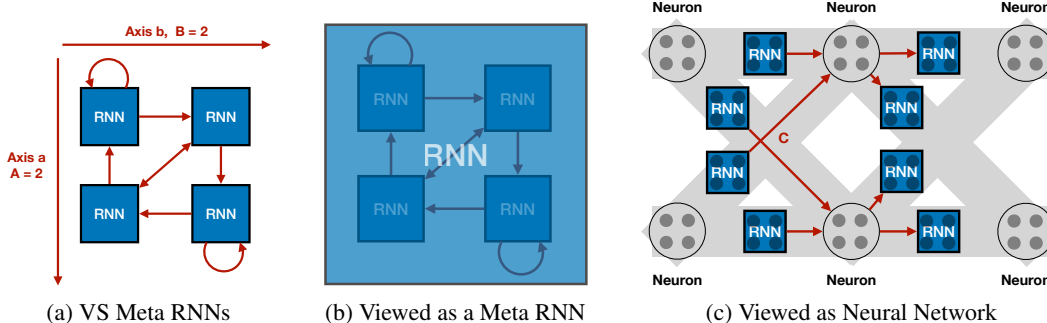 Axis b, B = 2
Axis a
A = 2
RNN
RNN
RNN
RNN
(a) VS Meta RNNs
RNN
RNN
RNN
RNN
RNN
(b) Viewed as a Meta RNN
Neuron
Neuron
Neuron
RNN
RNN
RNN
RNN
C
RNN
RNN
RNN
RNN
Neuron
Neuron
Neuron
(c) Viewed as Neural Network